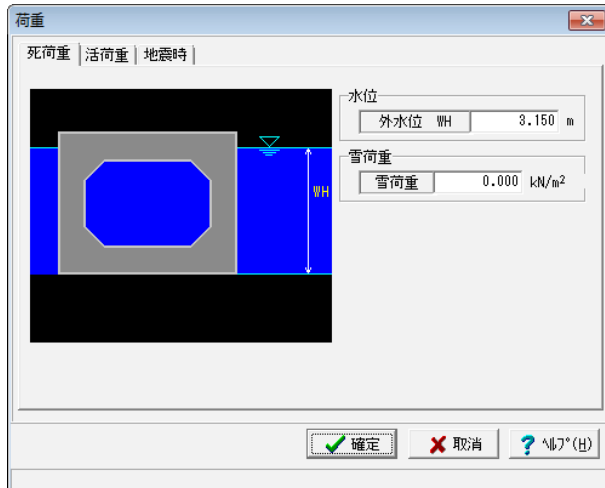 荷重
死荷重 活荷重 地震時
水位
外水位 WH 3.150 m
雪荷重
雪荷重 0.000 kN/m²
WH
確定 取消 ヘルプ(H)